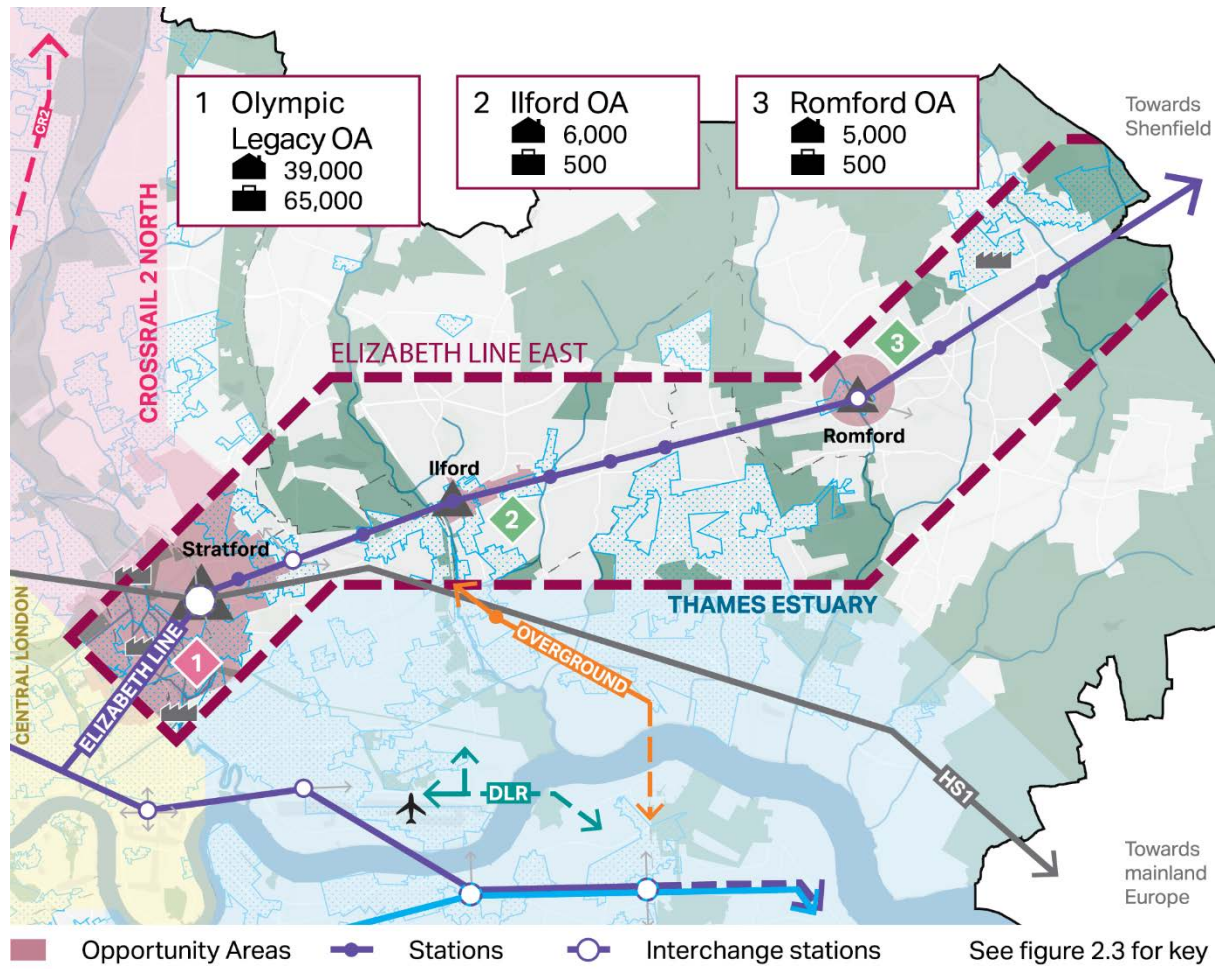 1 Olympic
Legacy OA
39,000
65,000
2 Ilford OA
6,000
500
3 Romford OA
5,000
500
Towards
Shenfield
CR2
CROSSRAIL 2 NORTH
ELIZABETH LINE EAST
3
Romford
Ilford
2
Stratford
THAMES ESTUARY
OVERGROUND
1
ELIZABETH LINE
CENTRAL LONDON
DLR
HS1
Towards
mainland
Europe
Opportunity Areas
Stations
Interchange stations
See figure 2.3 for key